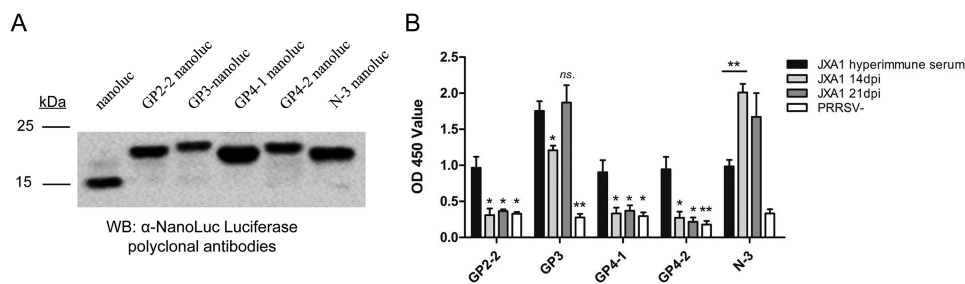 A
kDa
nanoluc
GP2-2 nanoluc
GP3-nanoluc
GP4-1 nanoluc
GP4-2 nanoluc
N-3 nanoluc
25
15
WB: α-NanoLuc Luciferase
polyclonal antibodies
B
OD 450 Value
2.5
2.0
1.5
1.0
0.5
0.0
* * *
* ns. **
* * *
* * **
**
GP2-2
GP3
GP4-1
GP4-2
N-3
JXA1 hyperimmune serum
JXA1 14dpi
JXA1 21dpi
PRRSV-